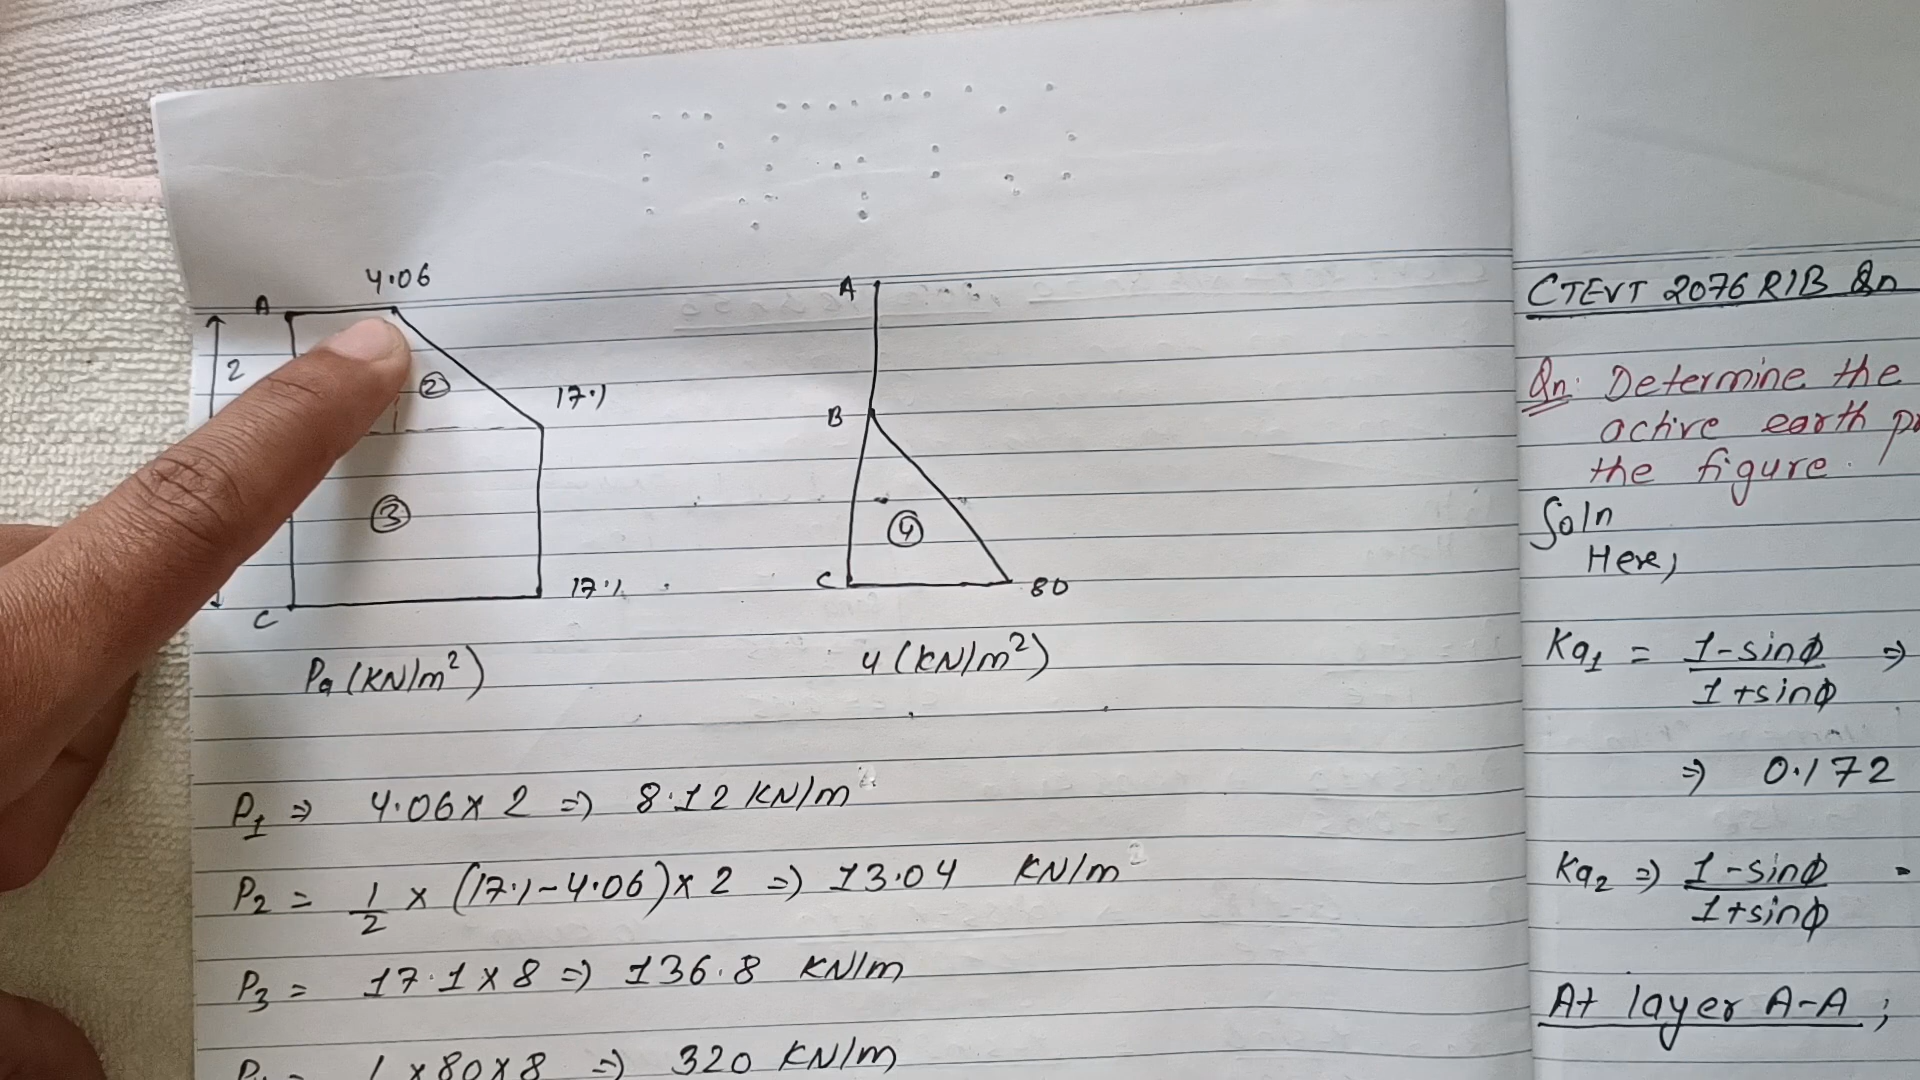 4.06
A
2
②
17.1
③
17.1
C
Pa (KN/m²)
A
B
④
C
80
u (KN/m²)
P1 ⇒ 4.06 × 2 ⇒ 8.12 KN/m
P2 = 1/2 × (17.1 - 4.06) × 2 ⇒ 13.04 KN/m
P3 = 17.1 × 8 ⇒ 136.8 KN/m
1 × 80 × 8 ⇒ 320 KN/m
CTEVT 2076 R/B Qn
Qn: Determine the
active earth
the figure.
Soln
Here,
Ka1 = 1-sinφ/1+sinφ ⇒
⇒ 0.172
Ka2 ⇒ 1-sinφ/1+sinφ
At layer A-A;